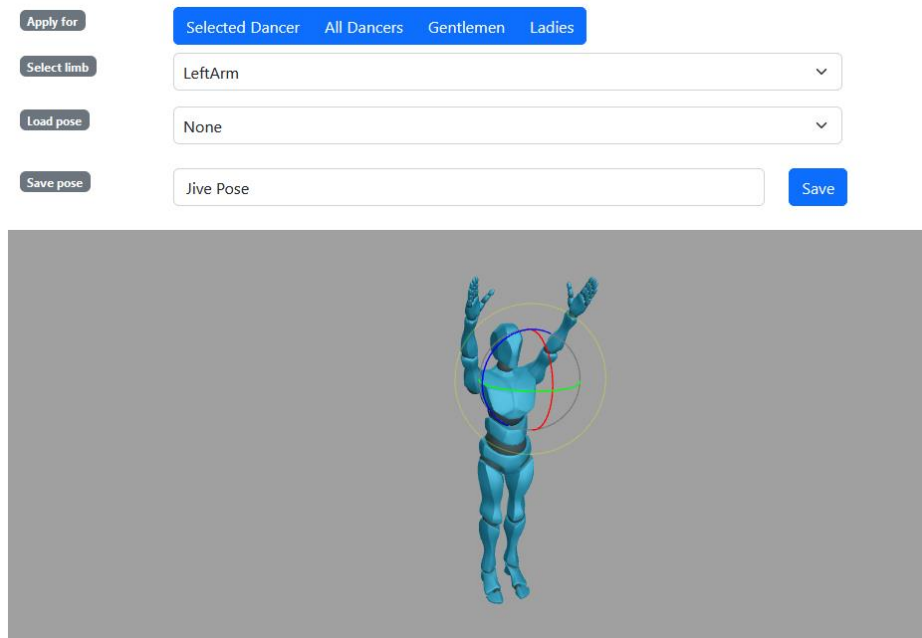 Apply for
Selected Dancer All Dancers Gentlemen Ladies
Select limb
LeftArm
Load pose
None
Save pose
Jive Pose
Save